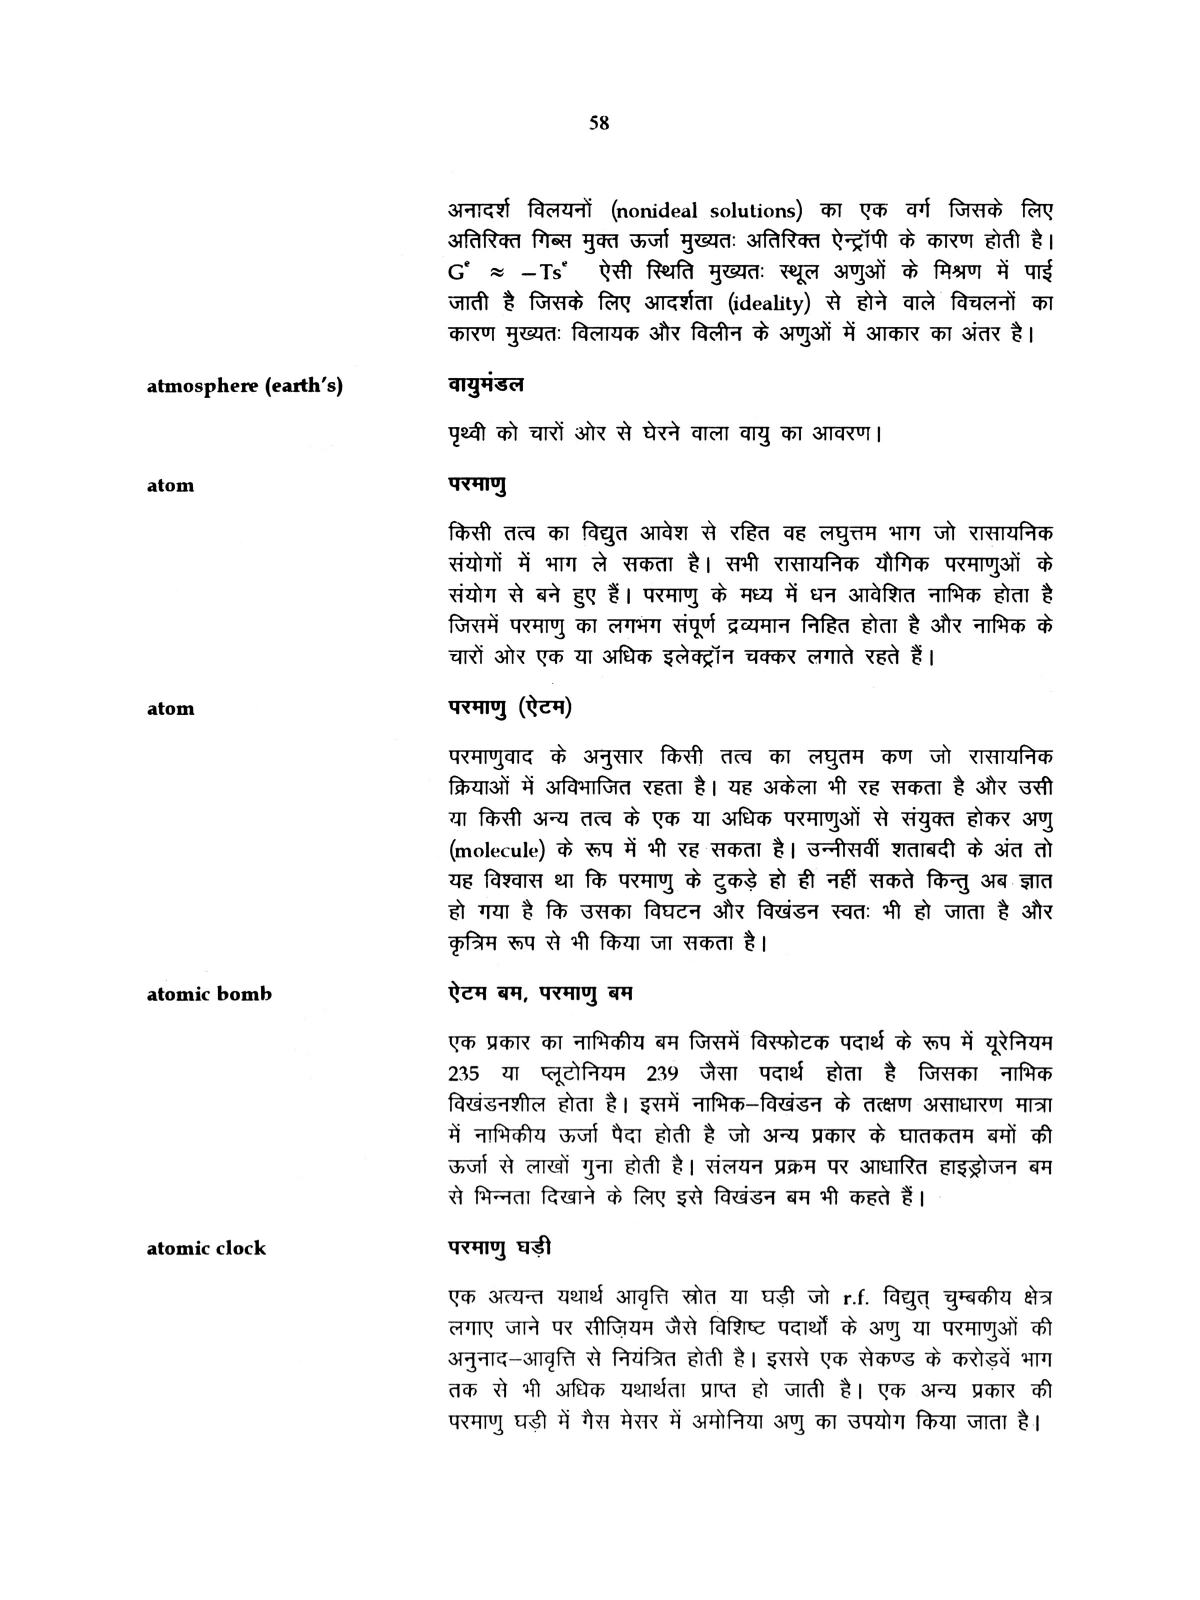 58
अनादर्श विलयनों (nonideal solutions) का एक वर्ग जिसके लिए
अतिरिक्त गिब्स मुक्त ऊर्जा मुख्यतः अतिरिक्त ऐन्ट्रॉपी के कारण होती है।
Gᵉ ≈ –Tsᵉ ऐसी स्थिति मुख्यतः स्थूल अणुओं के मिश्रण में पाई
जाती है जिसके लिए आदर्शता (ideality) से होने वाले विचलनों का
कारण मुख्यतः विलायक और विलीन के अणुओं में आकार का अंतर है।
atmosphere (earth's) वायुमंडल
पृथ्वी को चारों ओर से घेरने वाला वायु का आवरण।
atom परमाणु
किसी तत्व का विद्युत आवेश से रहित वह लघुत्तम भाग जो रासायनिक
संयोगों में भाग ले सकता है। सभी रासायनिक यौगिक परमाणुओं के
संयोग से बने हुए हैं। परमाणु के मध्य में धन आवेशित नाभिक होता है
जिसमें परमाणु का लगभग संपूर्ण द्रव्यमान निहित होता है और नाभिक के
चारों ओर एक या अधिक इलेक्ट्रॉन चक्कर लगाते रहते हैं।
atom परमाणु (ऐटम)
परमाणुवाद के अनुसार किसी तत्व का लघुतम कण जो रासायनिक
क्रियाओं में अविभाजित रहता है। यह अकेला भी रह सकता है और उसी
या किसी अन्य तत्व के एक या अधिक परमाणुओं से संयुक्त होकर अणु
(molecule) के रूप में भी रह सकता है। उन्नीसवीं शताबदी के अंत तो
यह विश्वास था कि परमाणु के टुकड़े हो ही नहीं सकते किन्तु अब ज्ञात
हो गया है कि उसका विघटन और विखंडन स्वतः भी हो जाता है और
कृत्रिम रूप से भी किया जा सकता है।
atomic bomb ऐटम बम, परमाणु बम
एक प्रकार का नाभिकीय बम जिसमें विस्फोटक पदार्थ के रूप में यूरेनियम
235 या प्लूटोनियम 239 जैसा पदार्थ होता है जिसका नाभिक
विखंडनशील होता है। इसमें नाभिक–विखंडन के तत्क्षण असाधारण मात्रा
में नाभिकीय ऊर्जा पैदा होती है जो अन्य प्रकार के घातकतम बमों की
ऊर्जा से लाखों गुना होती है। संलयन प्रक्रम पर आधारित हाइड्रोजन बम
से भिन्नता दिखाने के लिए इसे विखंडन बम भी कहते हैं।
atomic clock परमाणु घड़ी
एक अत्यन्त यथार्थ आवृत्ति स्रोत या घड़ी जो r.f. विद्युत् चुम्बकीय क्षेत्र
लगाए जाने पर सीज़ियम जैसे विशिष्ट पदार्थों के अणु या परमाणुओं की
अनुनाद–आवृत्ति से नियंत्रित होती है। इससे एक सेकण्ड के करोड़वें भाग
तक से भी अधिक यथार्थता प्राप्त हो जाती है। एक अन्य प्रकार की
परमाणु घड़ी में गैस मेसर में अमोनिया अणु का उपयोग किया जाता है।